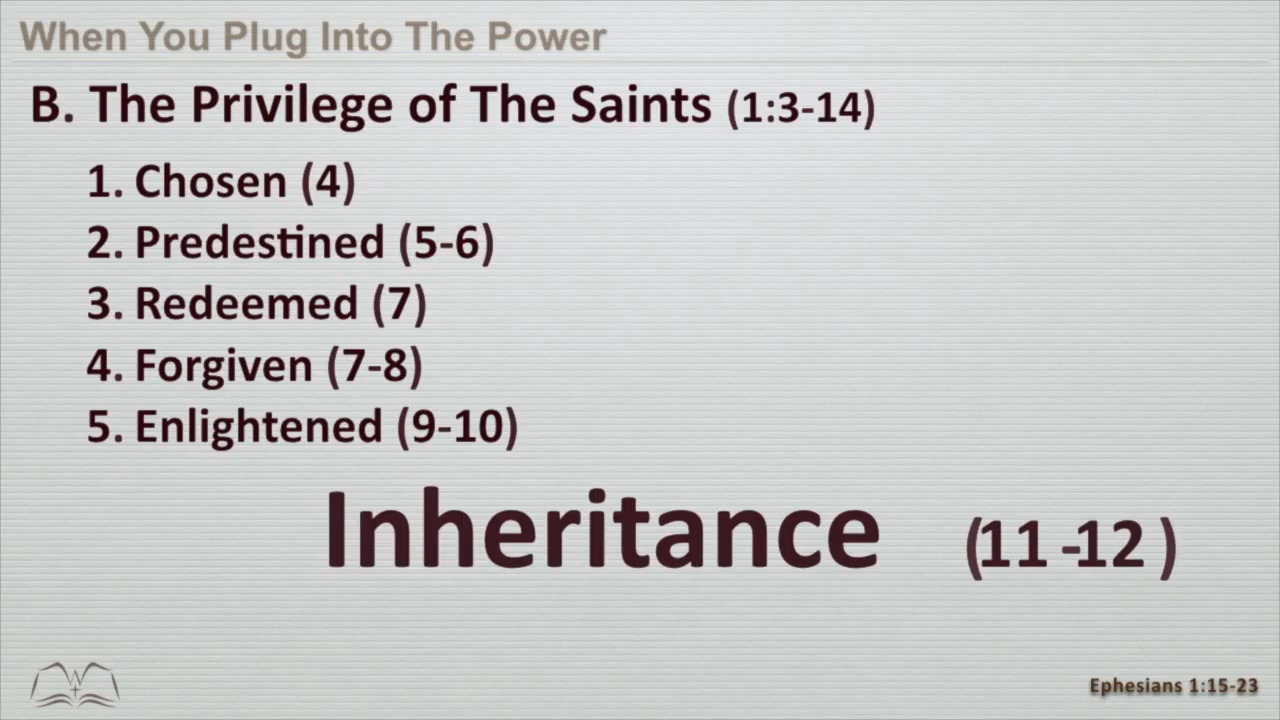 When You Plug Into The Power
B. The Privilege of The Saints (1:3-14)
1. Chosen (4)
2. Predestined (5-6)
3. Redeemed (7)
4. Forgiven (7-8)
5. Enlightened (9-10)
Inheritance (11-12)
Ephesians 1:15-23